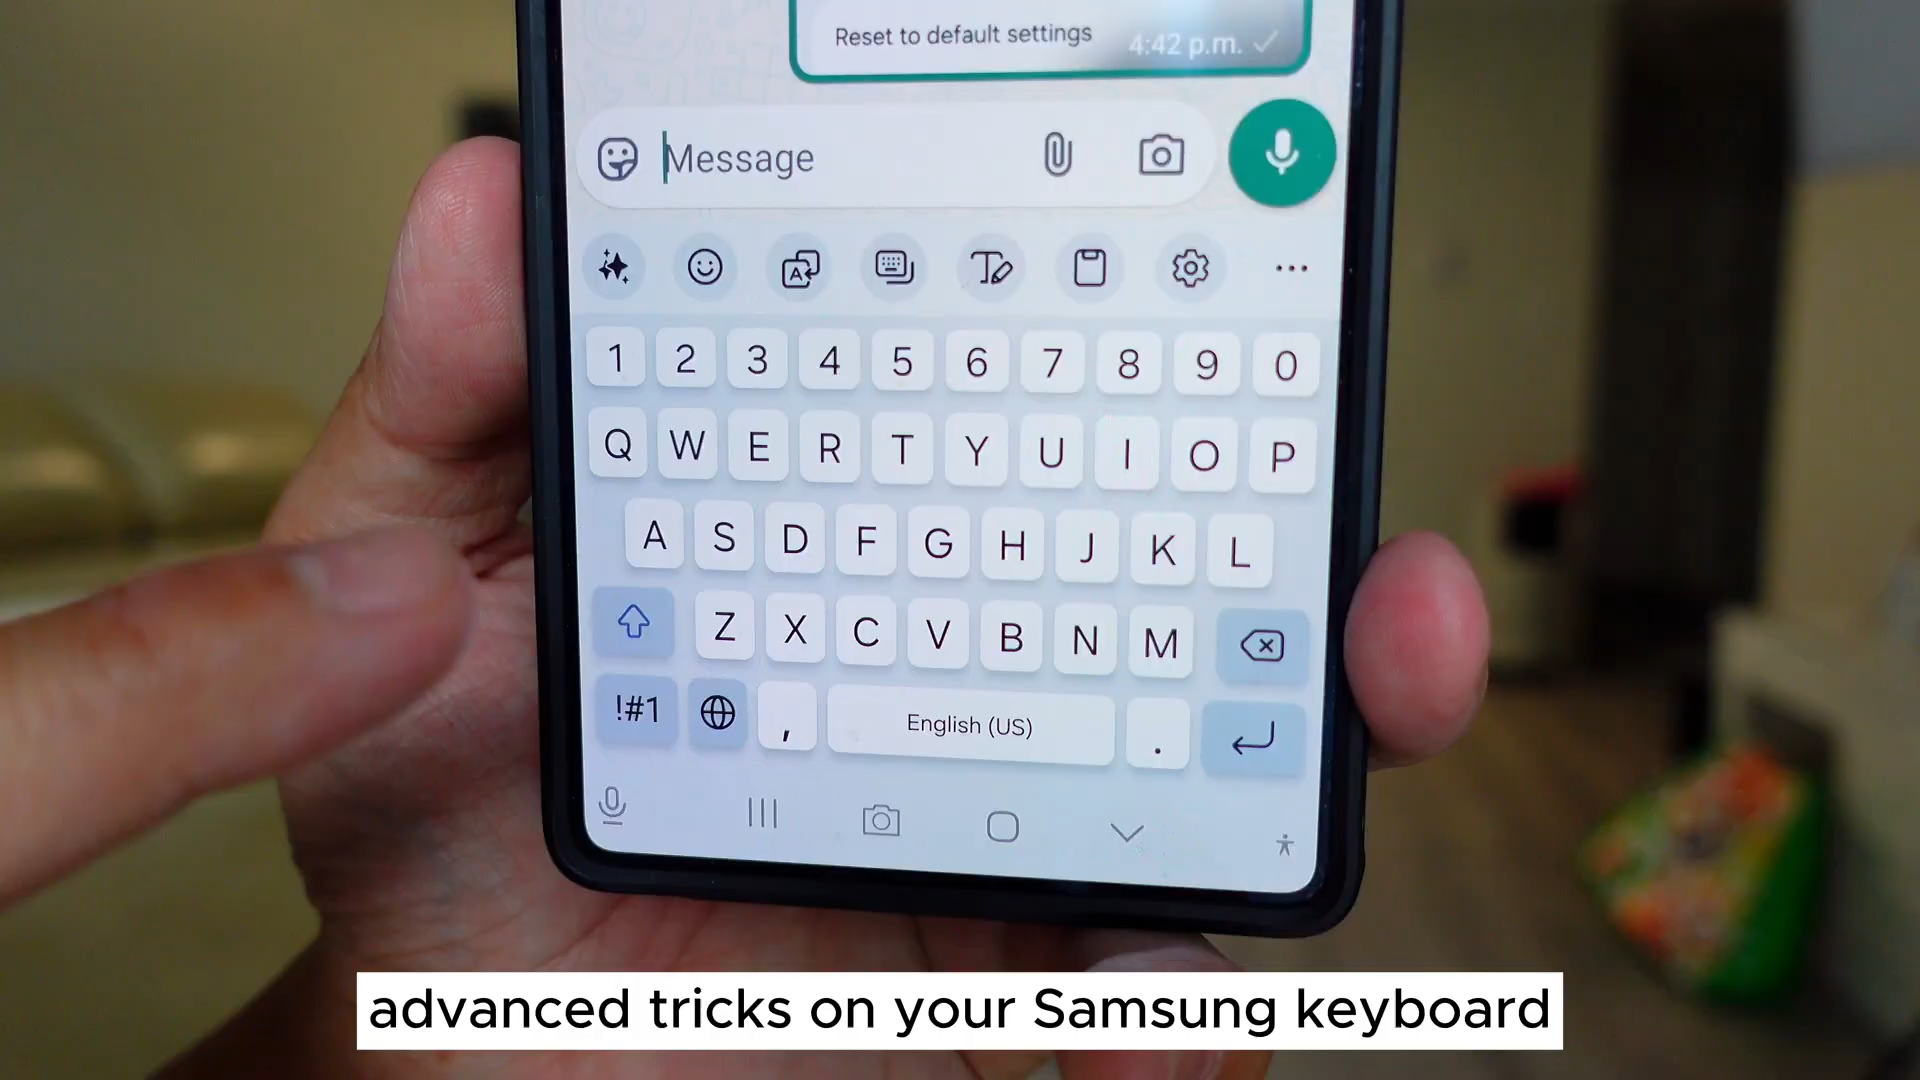 Reset to default settings
4:42 p.m.
Message
1 2 3 4 5 6 7 8 9 0
Q W E R T Y U I O P
A S D F G H J K L
Z X C V B N M
!#1 , English (US) .
advanced tricks on your Samsung keyboard